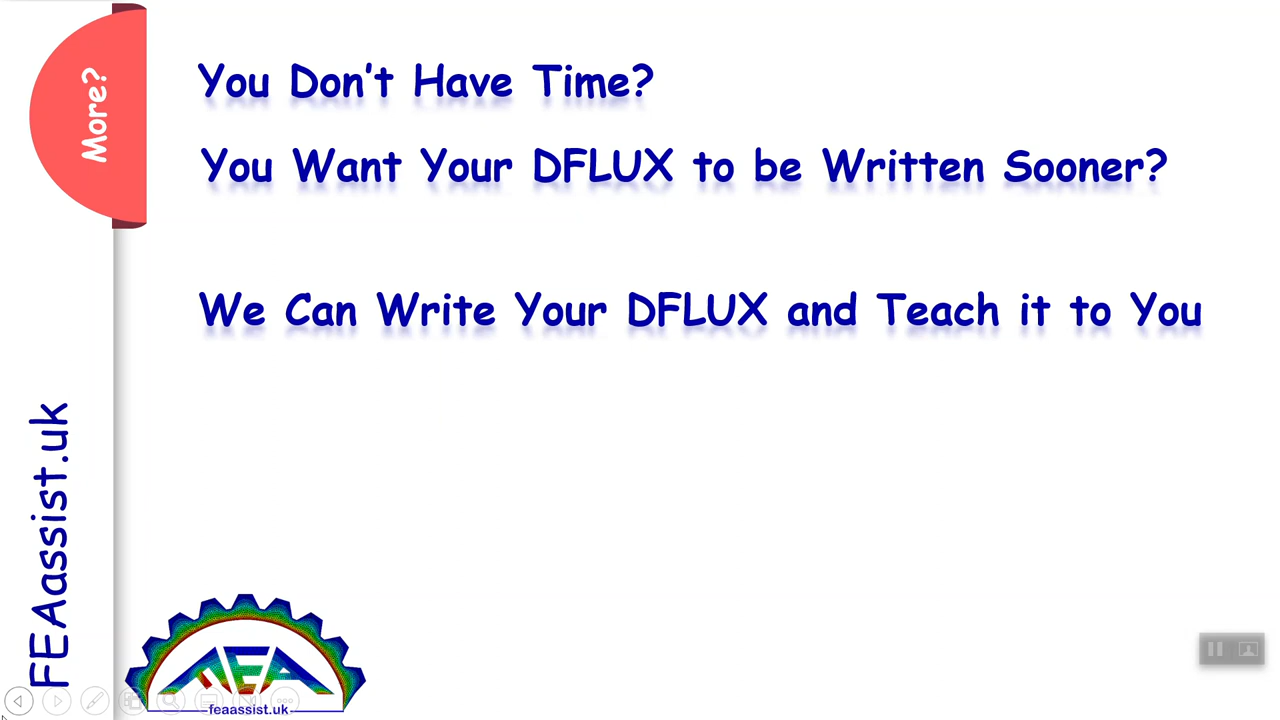 More?
You Don't Have Time?
You Want Your DFLUX to be Written Sooner?
We Can Write Your DFLUX and Teach it to You
FEAassist.uk
FEA
feaassist.uk